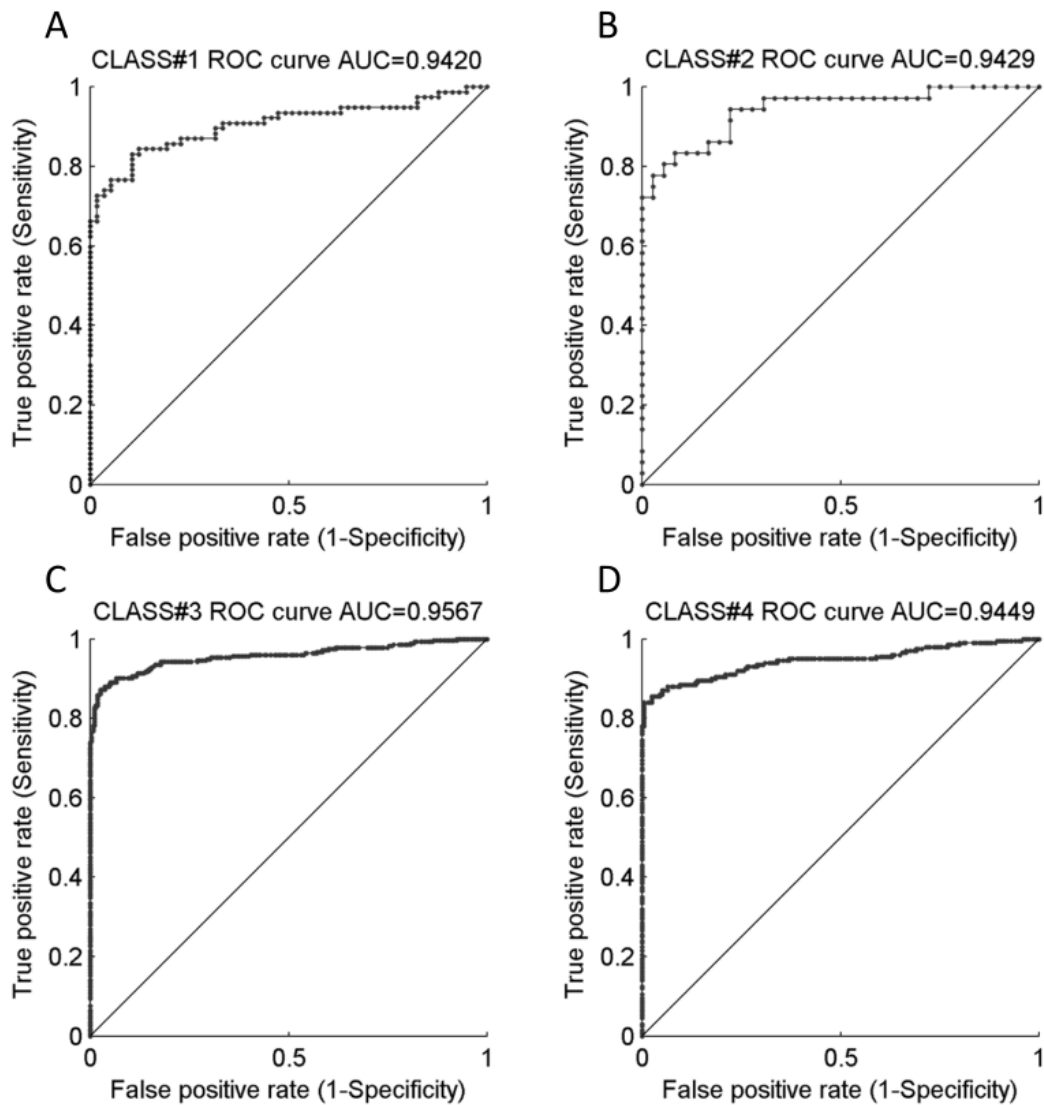 A
CLASS#1 ROC curve AUC=0.9420
1
0.8
0.6
0.4
0.2
0
0
0.5
1
True positive rate (Sensitivity)
False positive rate (1-Specificity)
B
CLASS#2 ROC curve AUC=0.9429
1
0.8
0.6
0.4
0.2
0
0
0.5
1
True positive rate (Sensitivity)
False positive rate (1-Specificity)
C
CLASS#3 ROC curve AUC=0.9567
1
0.8
0.6
0.4
0.2
0
0
0.5
1
True positive rate (Sensitivity)
False positive rate (1-Specificity)
D
CLASS#4 ROC curve AUC=0.9449
1
0.8
0.6
0.4
0.2
0
0
0.5
1
True positive rate (Sensitivity)
False positive rate (1-Specificity)